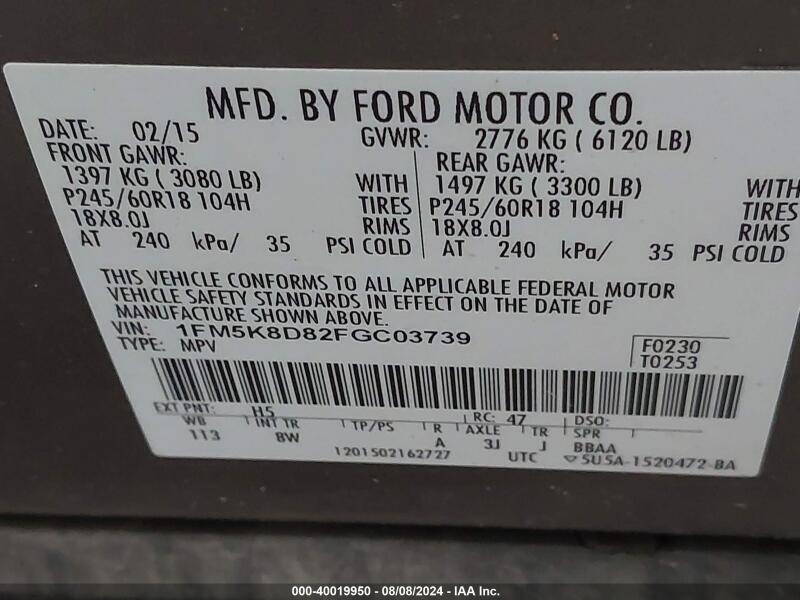 MFD. BY FORD MOTOR CO.
DATE: 02/15 GVWR: 2776 KG ( 6120 LB)
FRONT GAWR: REAR GAWR:
1397 KG ( 3080 LB) WITH 1497 KG ( 3300 LB) WITH
P245/60R18 104H TIRES P245/60R18 104H TIRES
18X8.0J RIMS 18X8.0J RIMS
AT 240 kPa/ 35 PSI COLD AT 240 kPa/ 35 PSI COLD
THIS VEHICLE CONFORMS TO ALL APPLICABLE FEDERAL MOTOR
VEHICLE SAFETY STANDARDS IN EFFECT ON THE DATE OF
MANUFACTURE SHOWN ABOVE.
VIN: 1FM5K8D82FGC03739 F0230
TYPE: MPV T0253
EXT PNT: H5 RC: 47 DSO:
WB INT TR TP/PS R AXLE TR SPR
113 8W A 3J J BBAA
1201502162727 UTC ▽5U5A-1520472-BA
000-40019950 - 08/08/2024 - IAA Inc.